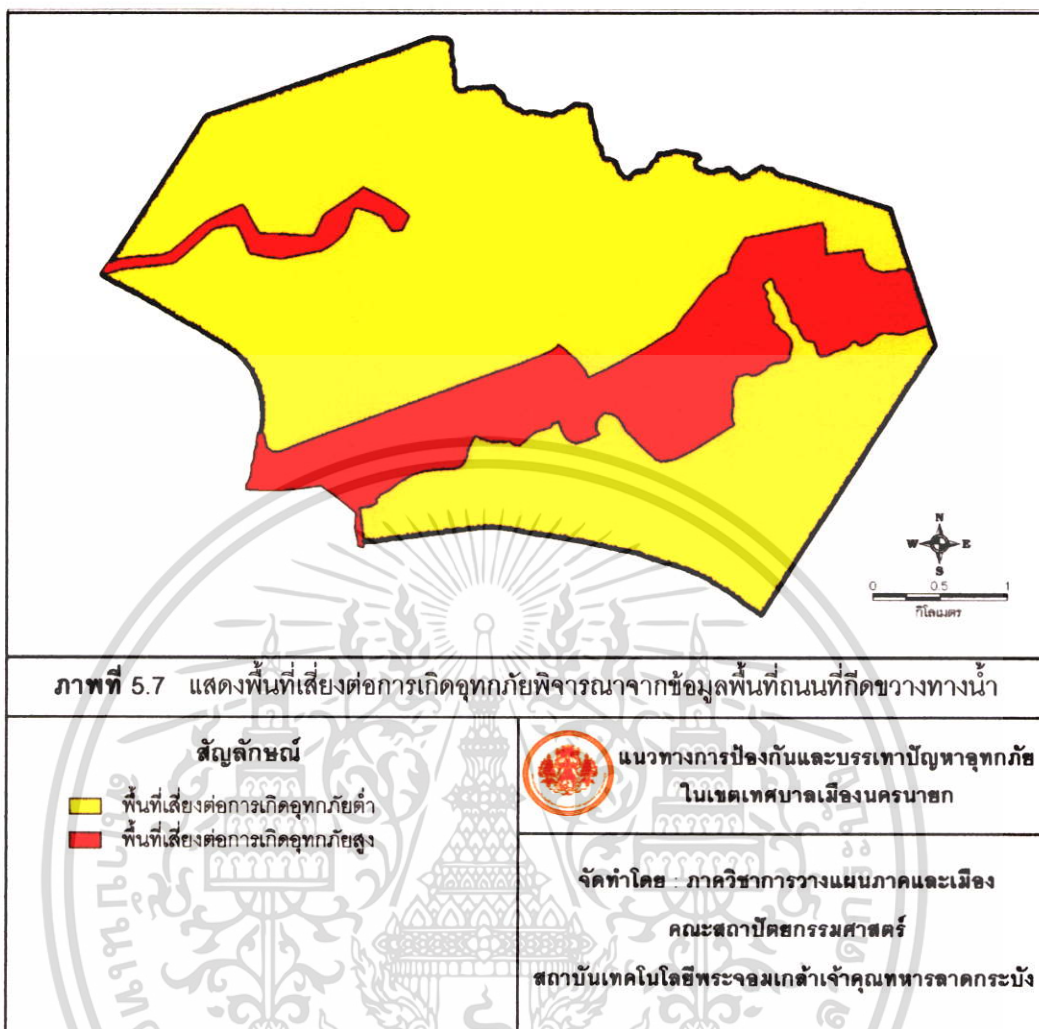 N
W E
S
0 0.5 1
กิโลเมตร
ภาพที่ 5.7 แสดงพื้นที่เสี่ยงต่อการเกิดอุทกภัยพิจารณาจากข้อมูลพื้นที่ถนนที่กีดขวางทางน้ำ
สัญลักษณ์
พื้นที่เสี่ยงต่อการเกิดอุทกภัยต่ำ
พื้นที่เสี่ยงต่อการเกิดอุทกภัยสูง
แนวทางการป้องกันและบรรเทาปัญหาอุทกภัย
ในเขตเทศบาลเมืองนครนายก
จัดทำโดย : ภาควิชาการวางแผนภาคและเมือง
คณะสถาปัตยกรรมศาสตร์
สถาบันเทคโนโลยีพระจอมเกล้าเจ้าคุณทหารลาดกระบัง